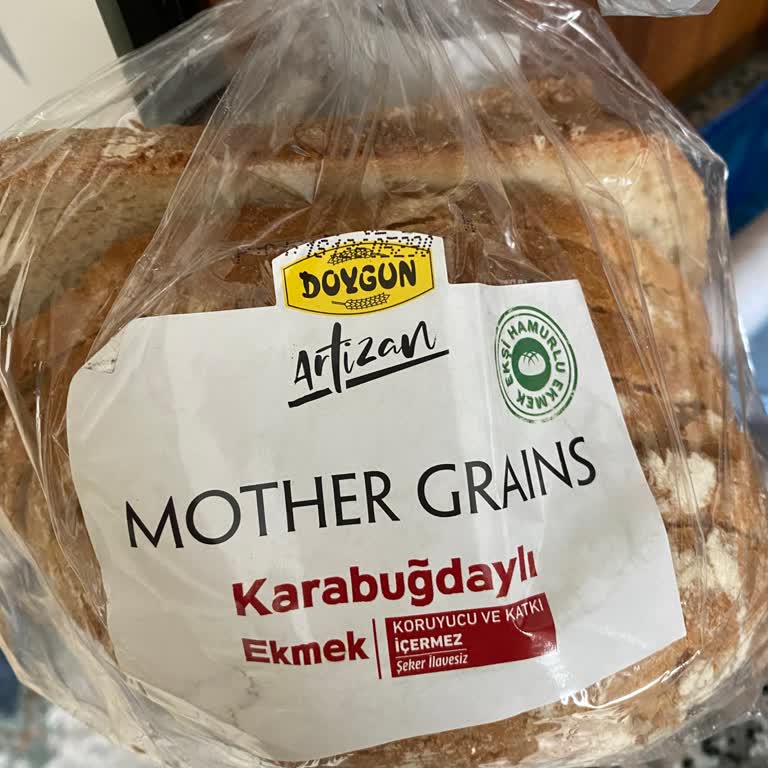 DOYGUN
Artizan
EKŞİ HAMURLU EKMEK
MOTHER GRAINS
Karabuğdaylı
Ekmek
KORUYUCU VE KATKI
İÇERMEZ
Şeker İlavesiz